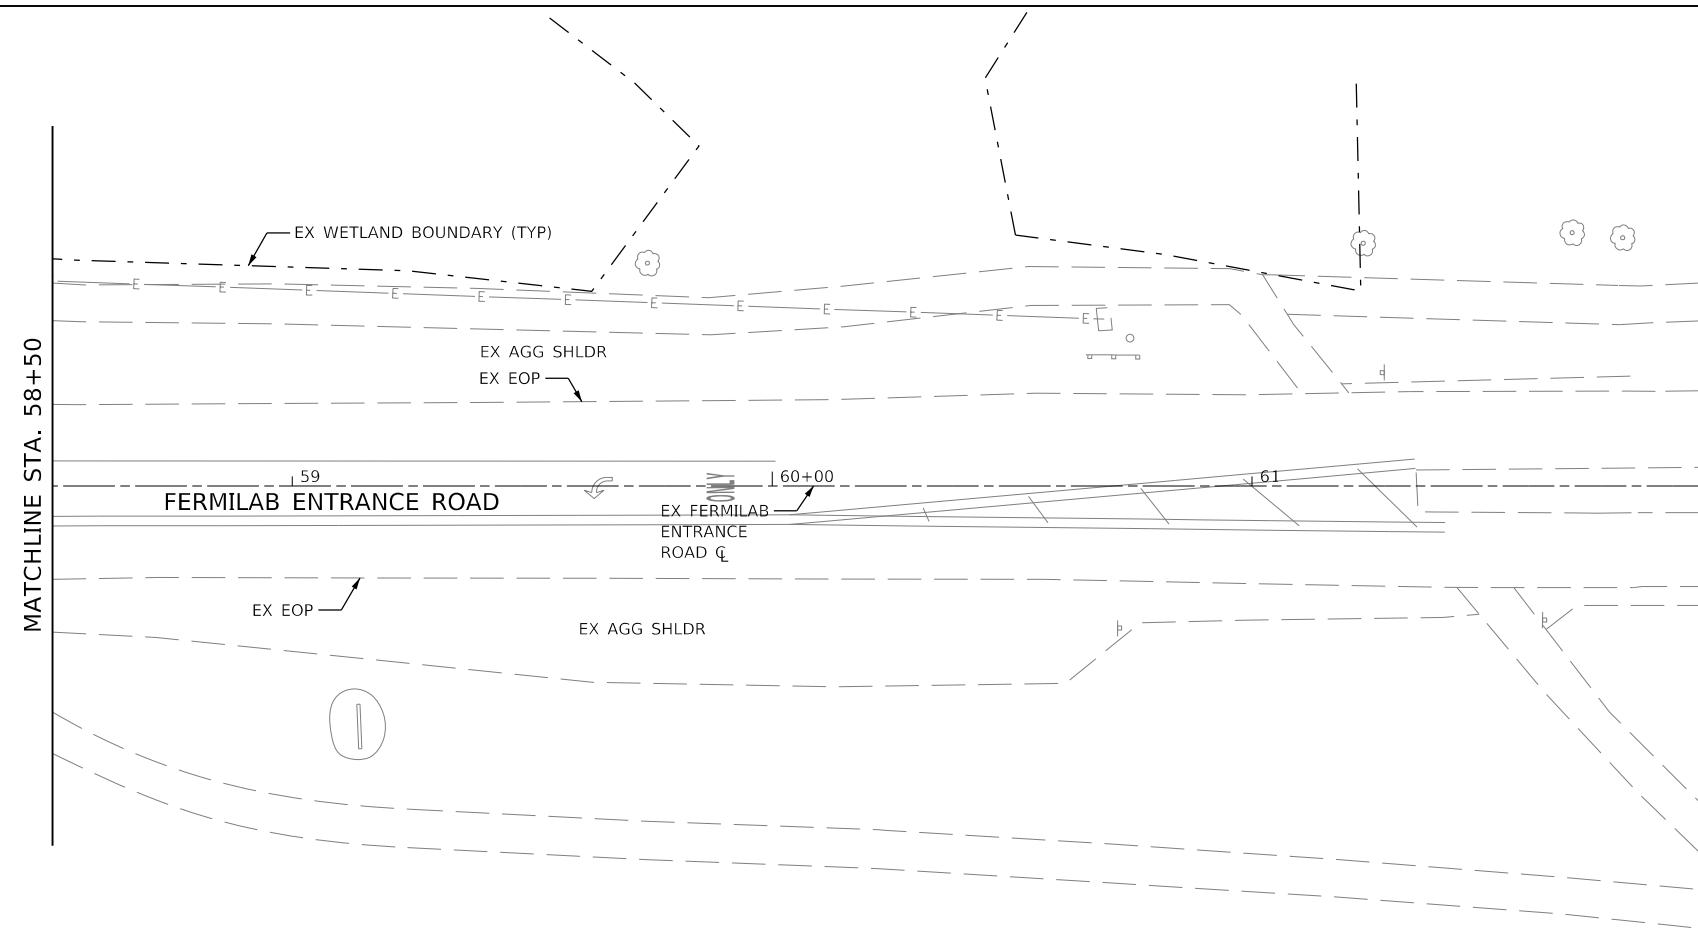 EX WETLAND BOUNDARY (TYP)
E E E E E E E E E E E E
EX AGG SHLDR
EX EOP
MATCHLINE STA. 58+50
59
60+00
61
ONLY
FERMILAB ENTRANCE ROAD
EX FERMILAB
ENTRANCE
ROAD ℄
EX EOP
EX AGG SHLDR